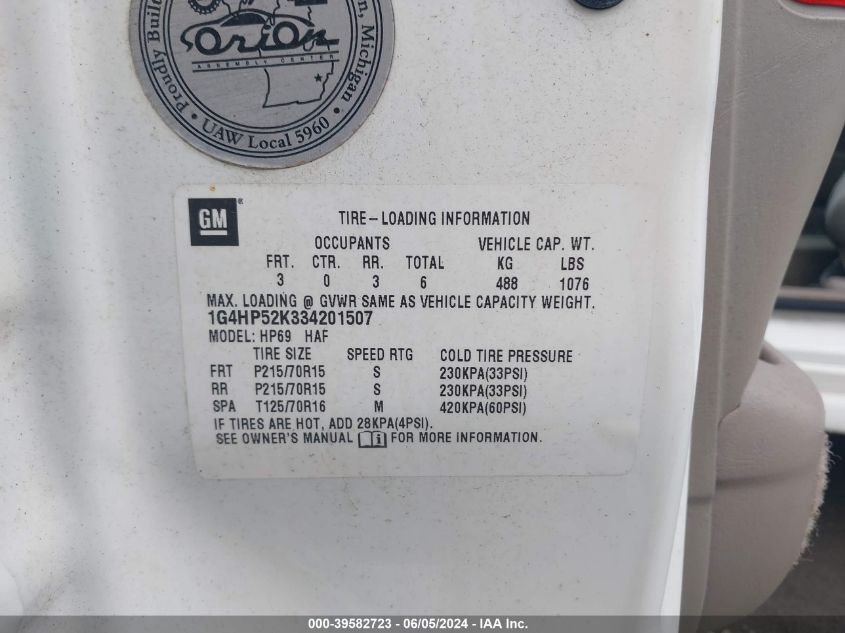 Orion
ASSEMBLY CENTER
Proudly Buil
n, Michigan
UAW Local 5960
GM
TIRE-LOADING INFORMATION
OCCUPANTS VEHICLE CAP. WT.
FRT. CTR. RR. TOTAL KG LBS
3 0 3 6 488 1076
MAX. LOADING @ GVWR SAME AS VEHICLE CAPACITY WEIGHT.
1G4HP52K334201507
MODEL: HP69 HAF
TIRE SIZE SPEED RTG COLD TIRE PRESSURE
FRT P215/70R15 S 230KPA(33PSI)
RR P215/70R15 S 230KPA(33PSI)
SPA T125/70R16 M 420KPA(60PSI)
IF TIRES ARE HOT, ADD 28KPA(4PSI).
SEE OWNER'S MANUAL i FOR MORE INFORMATION.
000-39582723 - 06/05/2024 - IAA Inc.